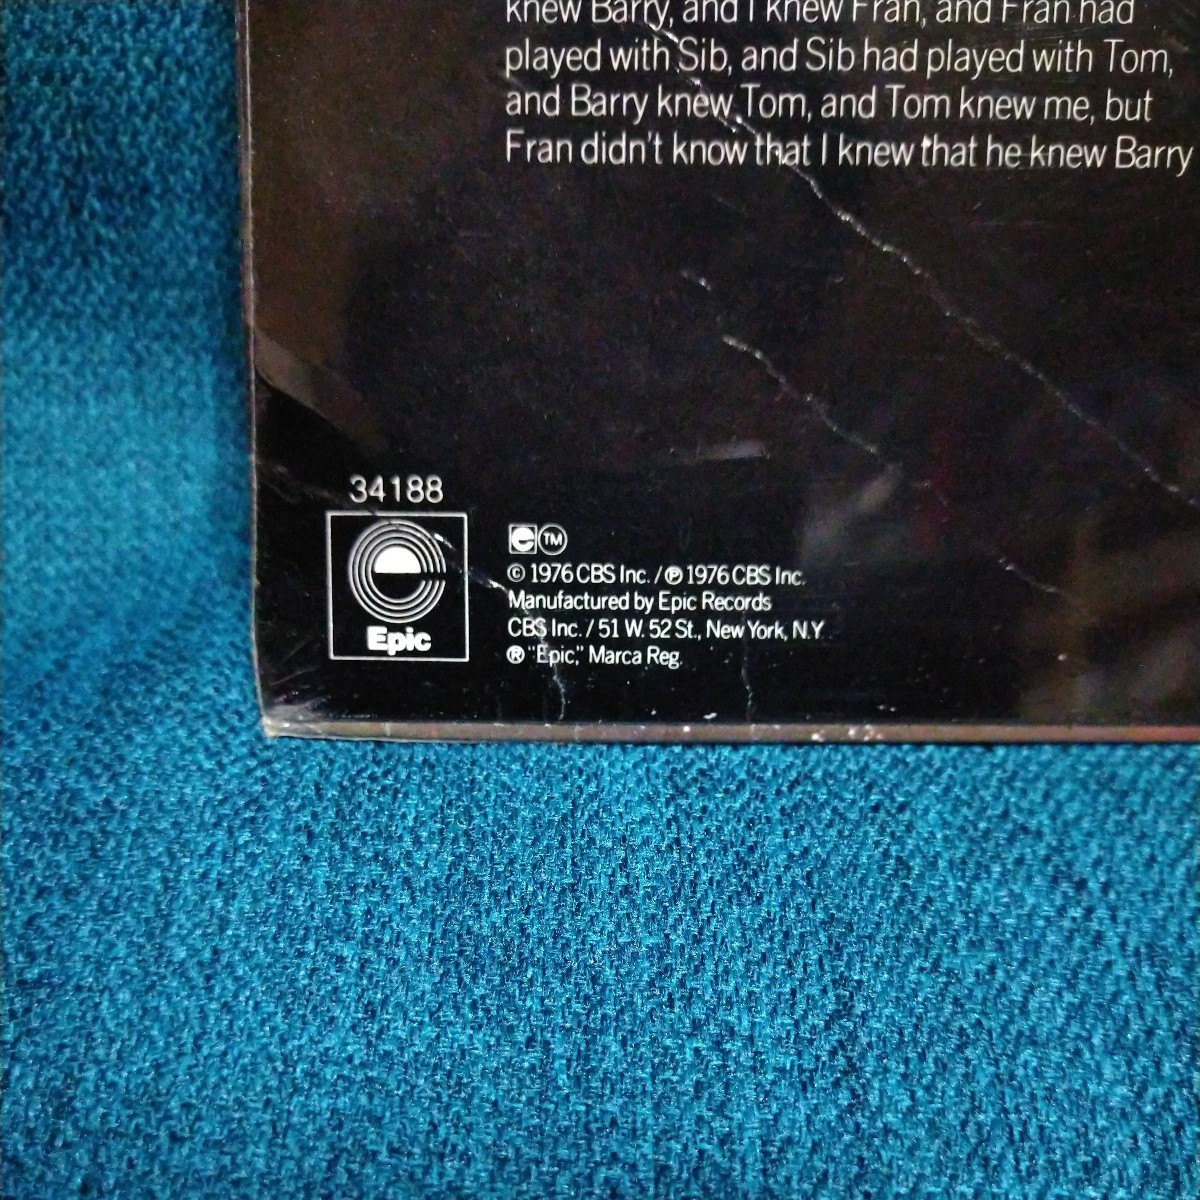 knew Barry, and I knew Fran, and Fran had
played with Sib, and Sib had played with Tom,
and Barry knew Tom, and Tom knew me, but
Fran didn't know that I knew that he knew Barry
34188
Epic
e TM
© 1976 CBS Inc. / ℗ 1976 CBS Inc.
Manufactured by Epic Records
CBS Inc. / 51 W. 52 St., New York, N.Y.
® "Epic," Marca Reg.